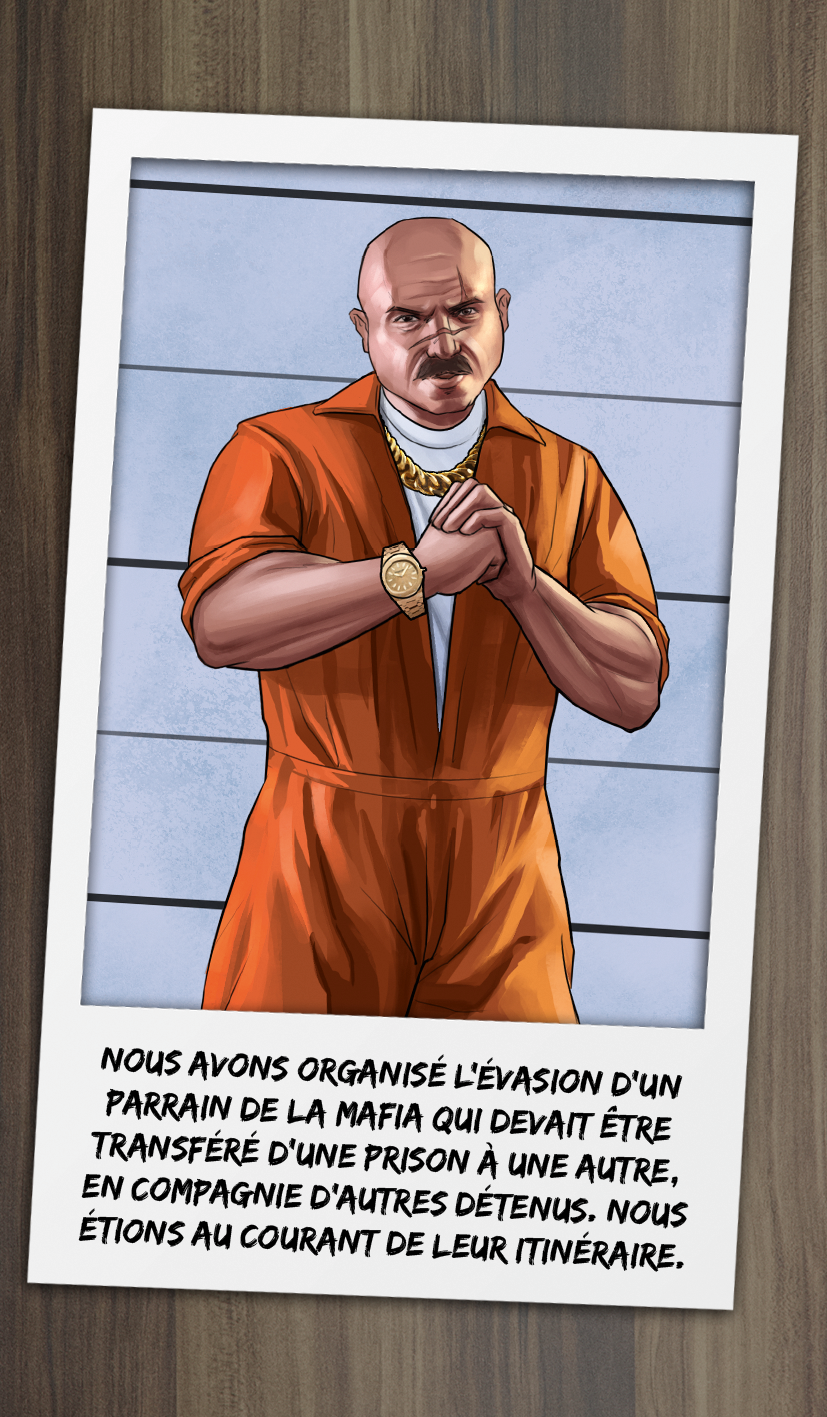 NOUS AVONS ORGANISÉ L'ÉVASION D'UN
PARRAIN DE LA MAFIA QUI DEVAIT ÊTRE
TRANSFÉRÉ D'UNE PRISON À UNE AUTRE,
EN COMPAGNIE D'AUTRES DÉTENUS. NOUS
ÉTIONS AU COURANT DE LEUR ITINÉRAIRE.